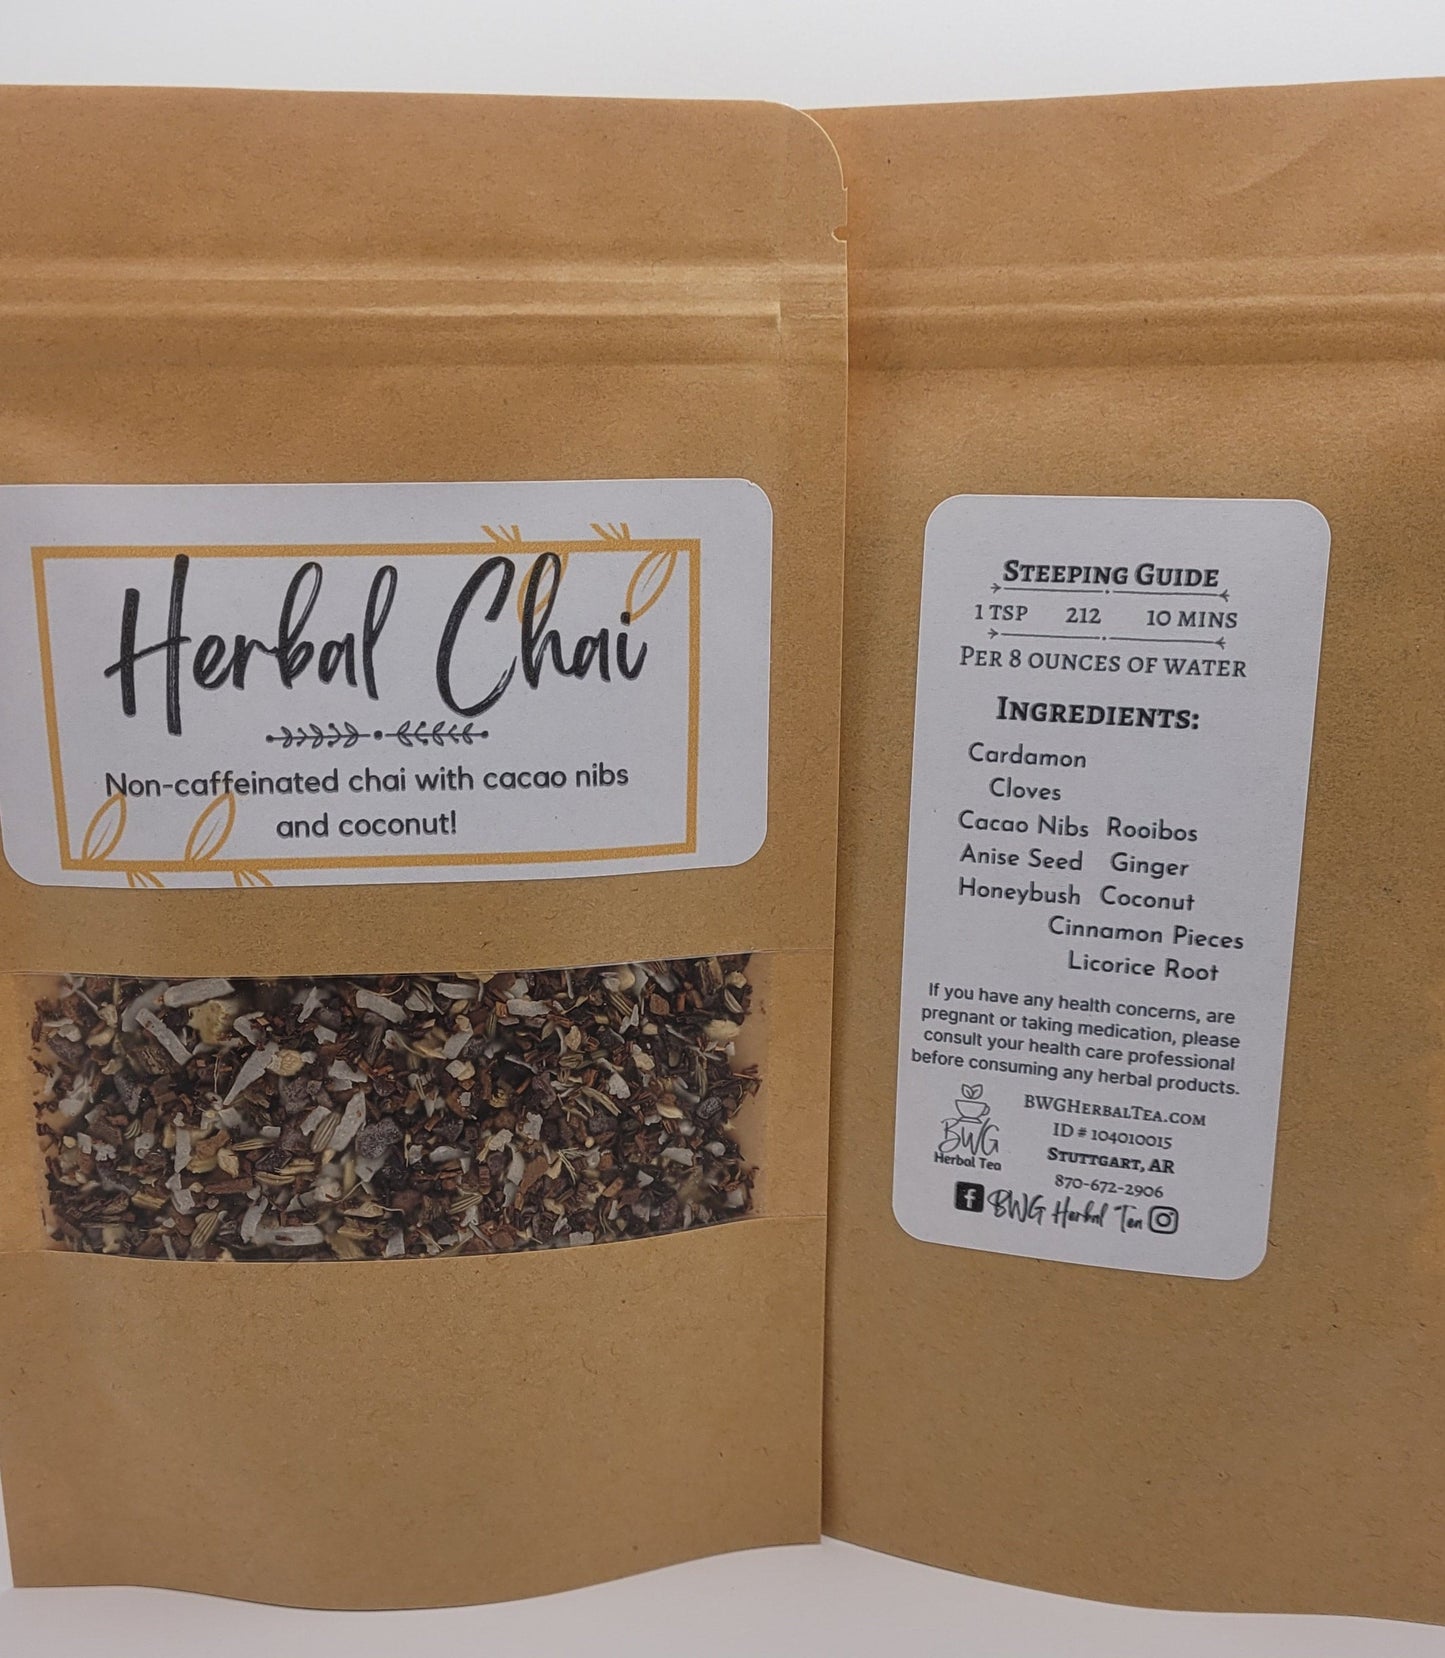 Herbal Chai
Non-caffeinated chai with cacao nibs
and coconut!
Steeping Guide
1 tsp 212 10 mins
Per 8 ounces of water
Ingredients:
Cardamon
Cloves
Cacao Nibs Rooibos
Anise Seed Ginger
Honeybush Coconut
Cinnamon Pieces
Licorice Root
If you have any health concerns, are
pregnant or taking medication, please
consult your health care professional
before consuming any herbal products.
BWG
Herbal Tea
BWGHerbalTea.com
ID # 104010015
Stuttgart, AR
870-672-2906
f BWG Herbal Tea